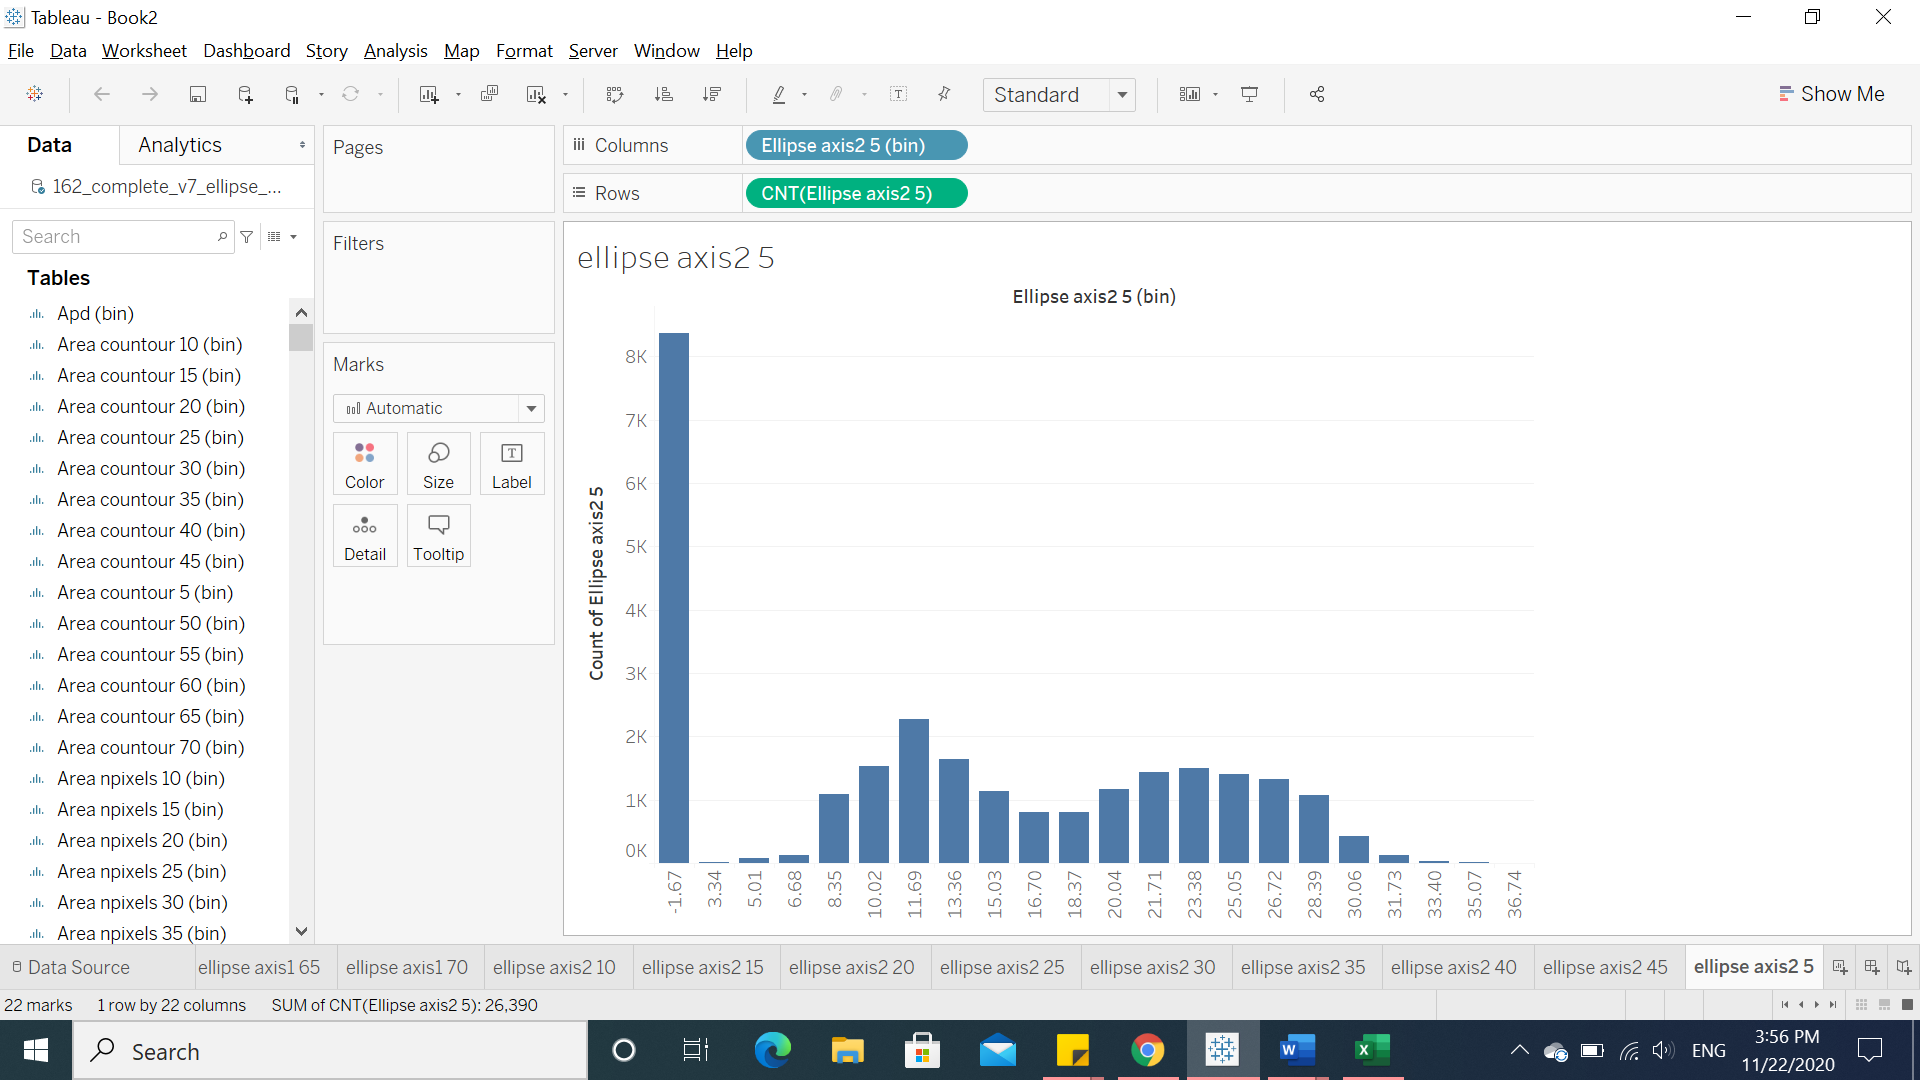 Tableau - Book2
File Data Worksheet Dashboard Story Analysis Map Format Server Window Help
Standard
Show Me
Data Analytics
162_complete_v7_ellipse_...
Search
Tables
Apd (bin)
Area countour 10 (bin)
Area countour 15 (bin)
Area countour 20 (bin)
Area countour 25 (bin)
Area countour 30 (bin)
Area countour 35 (bin)
Area countour 40 (bin)
Area countour 45 (bin)
Area countour 5 (bin)
Area countour 50 (bin)
Area countour 55 (bin)
Area countour 60 (bin)
Area countour 65 (bin)
Area countour 70 (bin)
Area npixels 10 (bin)
Area npixels 15 (bin)
Area npixels 20 (bin)
Area npixels 25 (bin)
Area npixels 30 (bin)
Area npixels 35 (bin)
Pages
Filters
Marks
Automatic
Color Size Label
Detail Tooltip
Columns Ellipse axis2 5 (bin)
Rows CNT(Ellipse axis2 5)
ellipse axis2 5
Ellipse axis2 5 (bin)
Count of Ellipse axis2 5
8K
7K
6K
5K
4K
3K
2K
1K
0K
-1.67 3.34 5.01 6.68 8.35 10.02 11.69 13.36 15.03 16.70 18.37 20.04 21.71 23.38 25.05 26.72 28.39 30.06 31.73 33.40 35.07 36.74
Data Source ellipse axis1 65 ellipse axis1 70 ellipse axis2 10 ellipse axis2 15 ellipse axis2 20 ellipse axis2 25 ellipse axis2 30 ellipse axis2 35 ellipse axis2 40 ellipse axis2 45 ellipse axis2 5
22 marks 1 row by 22 columns SUM of CNT(Ellipse axis2 5): 26,390
Search
ENG
3:56 PM
11/22/2020